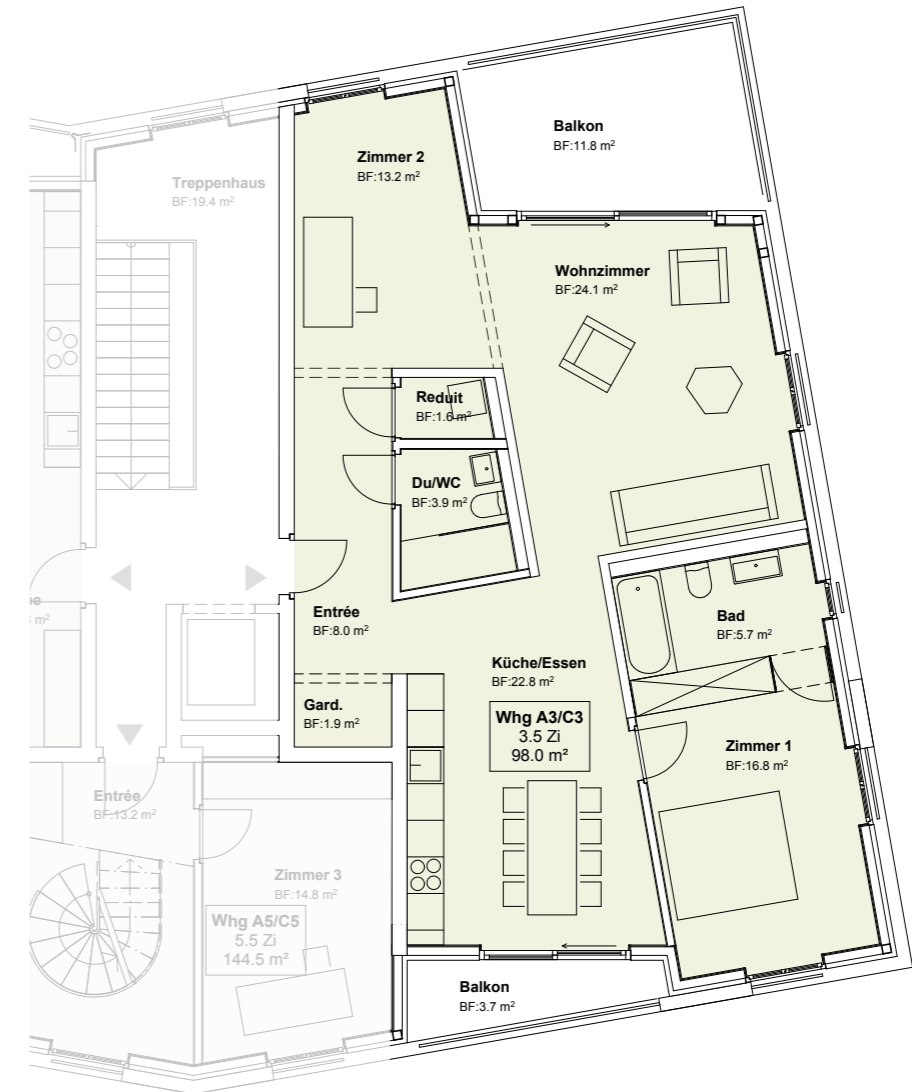 Balkon
BF:11.8 m²
Zimmer 2
BF:13.2 m²
Treppenhaus
BF:19.4 m²
Wohnzimmer
BF:24.1 m²
Reduit
BF:1.6 m²
Du/WC
BF:3.9 m²
Entrée
BF:8.0 m²
Bad
BF:5.7 m²
Küche/Essen
BF:22.8 m²
Gard.
BF:1.9 m²
Whg A3/C3
3.5 Zi
98.0 m²
Zimmer 1
BF:16.8 m²
Entrée
BF:13.2 m²
Zimmer 3
BF:14.8 m²
Whg A5/C5
5.5 Zi
144.5 m²
Balkon
BF:3.7 m²